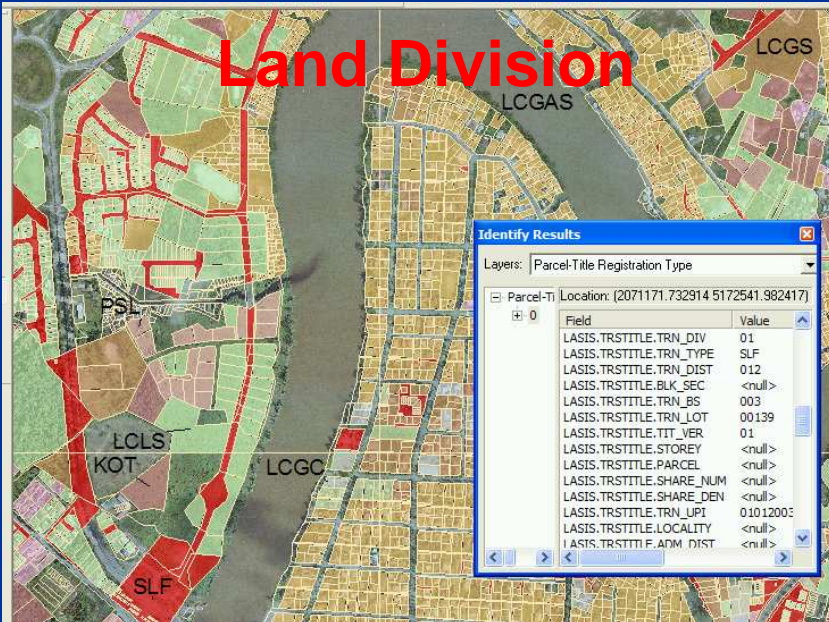 Land Division
LCGS
LCGAS
PSL
LCLS
KOT
LCGC
SLF
Identify Results
Layers: Parcel-Title Registration Type
Parcel-Ti
0
Location: (2071171.732914 5172541.982417)
Field Value
LASIS.TRSTITLE.TRN_DIV 01
LASIS.TRSTITLE.TRN_TYPE SLF
LASIS.TRSTITLE.TRN_DIST 012
LASIS.TRSTITLE.BLK_SEC <null>
LASIS.TRSTITLE.TRN_BS 003
LASIS.TRSTITLE.TRN_LOT 00139
LASIS.TRSTITLE.TIT_VER 01
LASIS.TRSTITLE.STOREY <null>
LASIS.TRSTITLE.PARCEL <null>
LASIS.TRSTITLE.SHARE_NUM <null>
LASIS.TRSTITLE.SHARE_DEN <null>
LASIS.TRSTITLE.TRN_UPI 01012003
LASIS.TRSTITLE.LOCALITY <null>
LASIS.TRSTITLE.ADM_DIST <null>